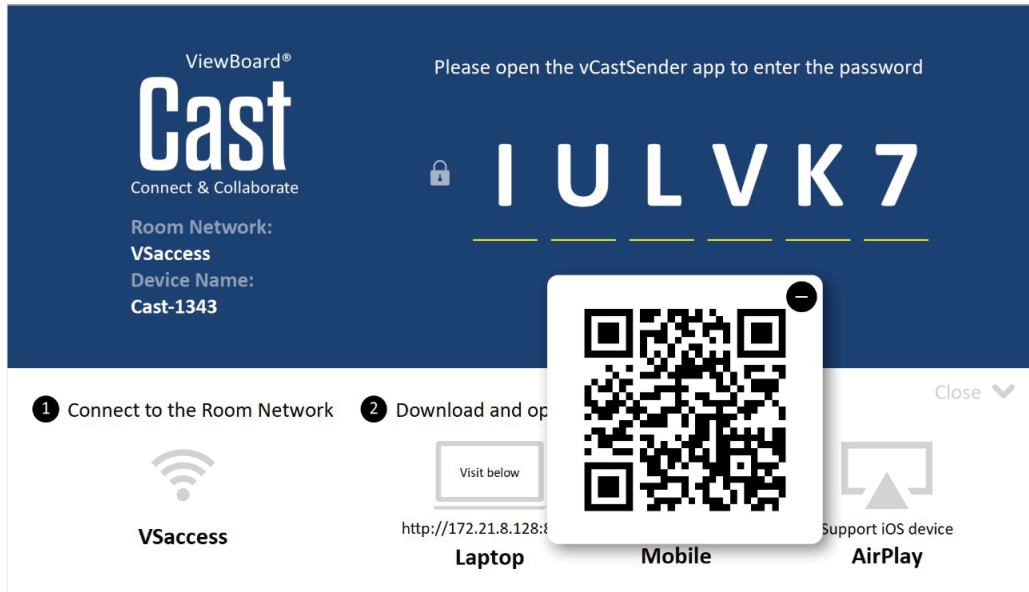 ViewBoard®
Cast
Connect & Collaborate
Room Network:
VSaccess
Device Name:
Cast-1343
Please open the vCastSender app to enter the password
I U L V K 7
1 Connect to the Room Network
VSaccess
2 Download and op
Visit below
http://172.21.8.128:
Laptop
Mobile
Close
Support iOS device
AirPlay